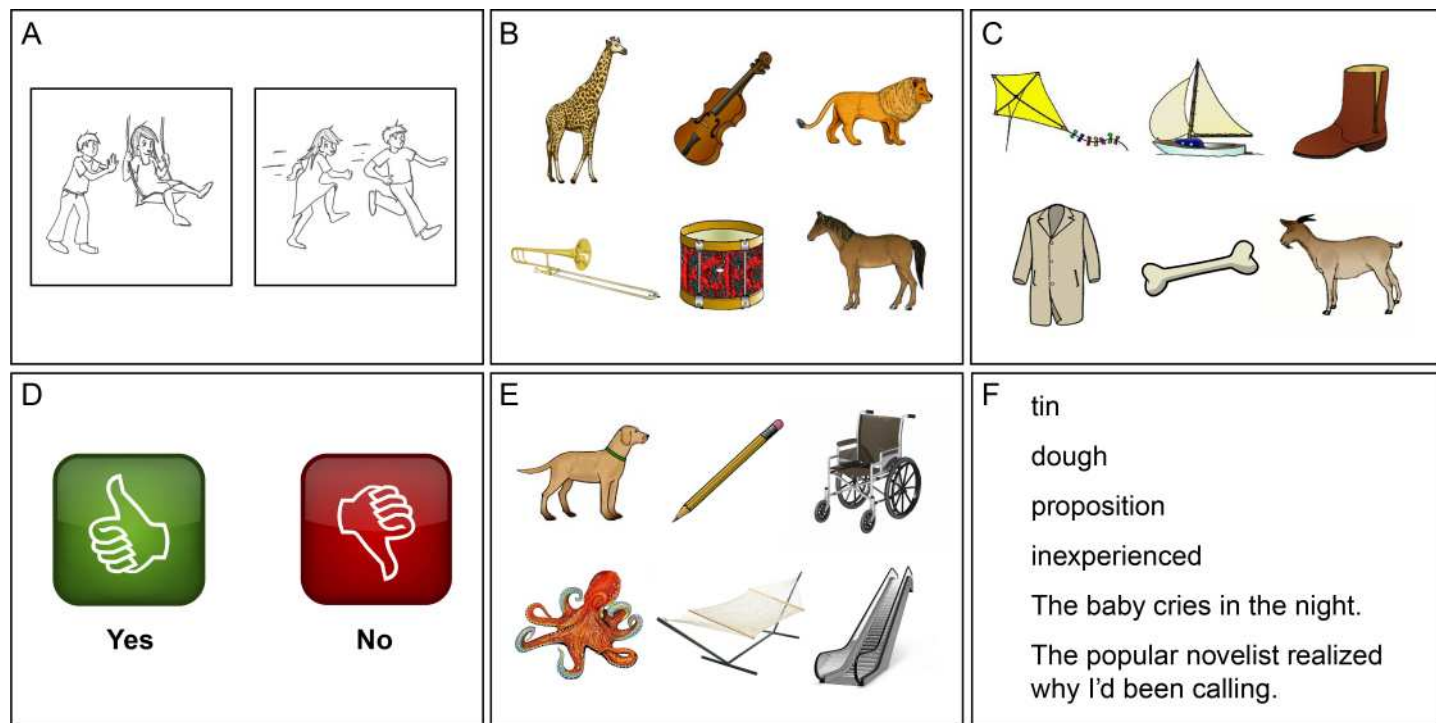 A
B
C
D
Yes
No
E
F
tin
dough
proposition
inexperienced
The baby cries in the night.
The popular novelist realized
why I'd been calling.